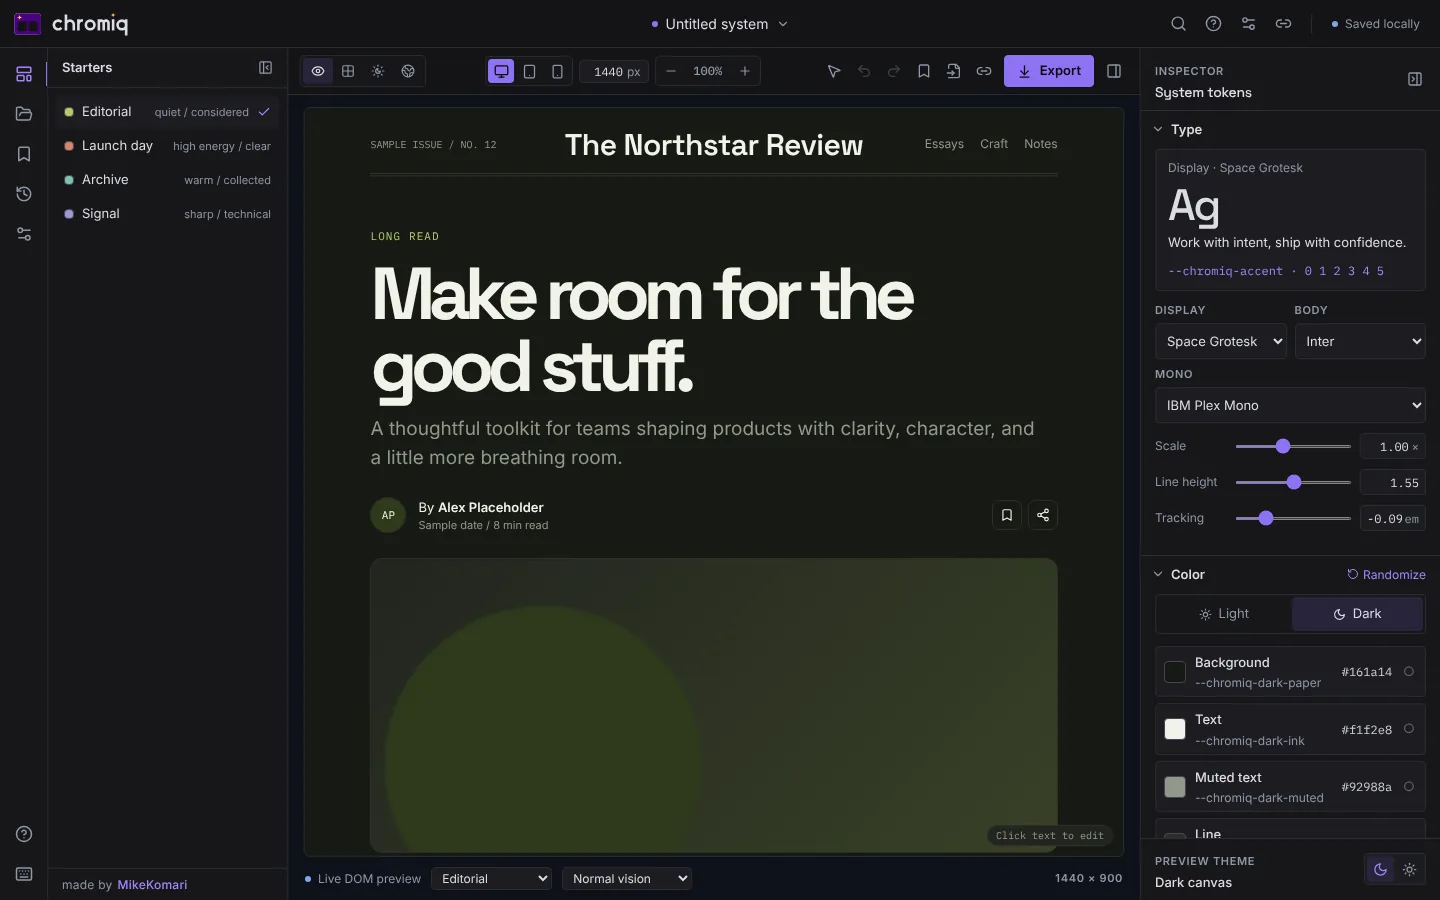 chromiq
Untitled system
Saved locally
Starters
Editorial quiet / considered
Launch day high energy / clear
Archive warm / collected
Signal sharp / technical
made by MikeKomari
1440 px
100%
Export
SAMPLE ISSUE / NO. 12
The Northstar Review
Essays Craft Notes
LONG READ
Make room for the
good stuff.
A thoughtful toolkit for teams shaping products with clarity, character, and
a little more breathing room.
AP
By Alex Placeholder
Sample date / 8 min read
Click text to edit
Live DOM preview
Editorial
Normal vision
1440 × 900
INSPECTOR
System tokens
Type
Display · Space Grotesk
Ag
Work with intent, ship with confidence.
--chromiq-accent · 0 1 2 3 4 5
DISPLAY BODY
Space Grotesk Inter
MONO
IBM Plex Mono
Scale 1.00 ×
Line height 1.55
Tracking -0.09 em
Color Randomize
Light Dark
Background
--chromiq-dark-paper
#161a14
Text
--chromiq-dark-ink
#f1f2e8
Muted text
--chromiq-dark-muted
#92988a
Line
PREVIEW THEME
Dark canvas